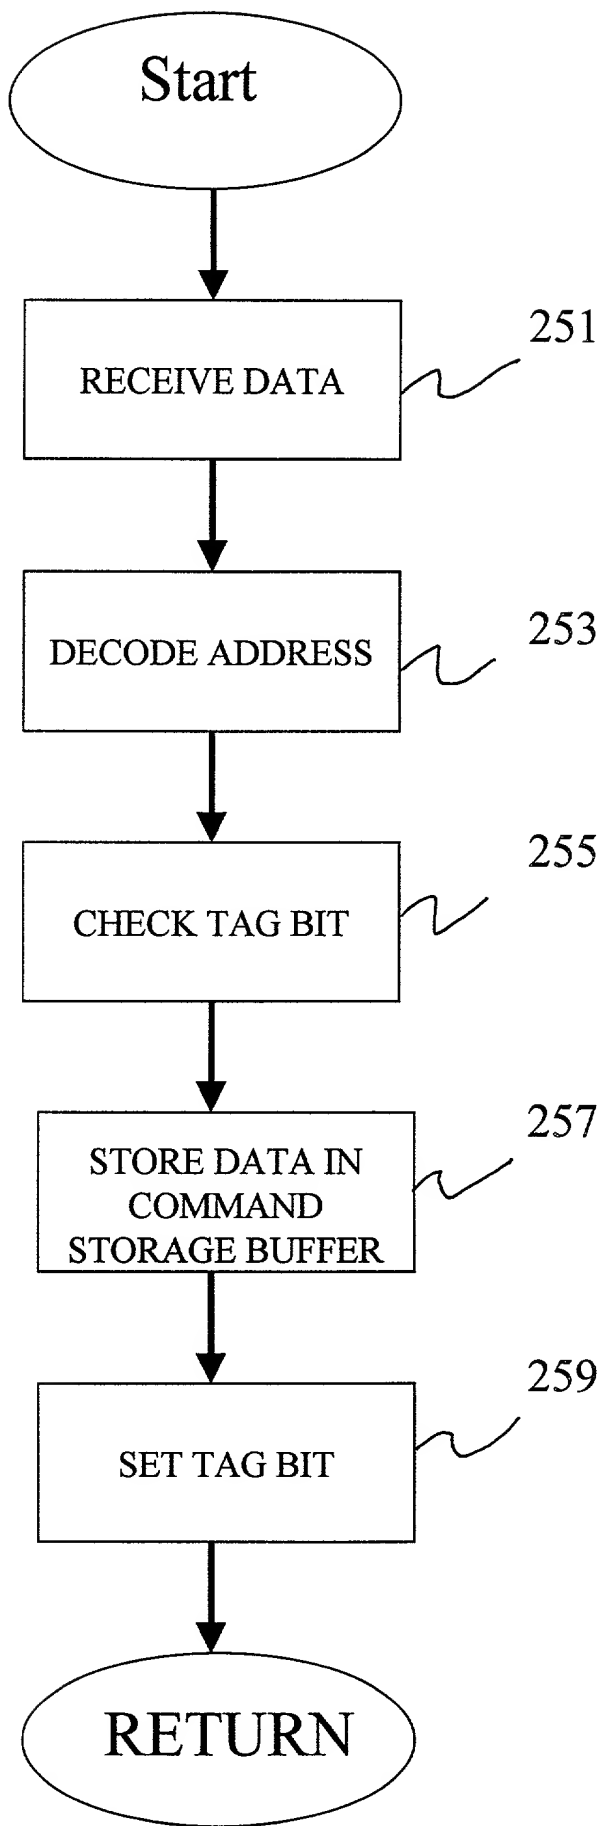 Start
251
RECEIVE DATA
253
DECODE ADDRESS
255
CHECK TAG BIT
257
STORE DATA IN
COMMAND
STORAGE BUFFER
259
SET TAG BIT
RETURN